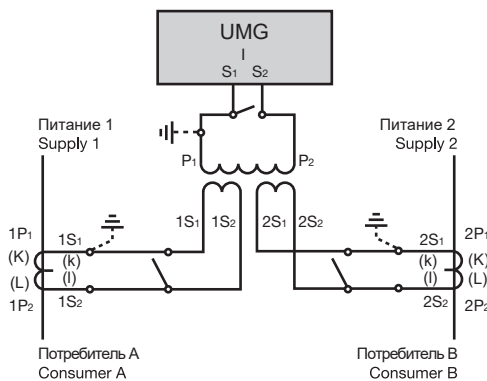 UMG
I
S1 S2
P1 P2
Питание 1
Supply 1
Питание 2
Supply 2
1S1 1S2 2S1 2S2
1P1 1S1 2S1 2P1
(K) (k) (k) (K)
(L) (l) (l) (L)
1P2 1S2 2S2 2P2
Потребитель A
Consumer A
Потребитель B
Consumer B